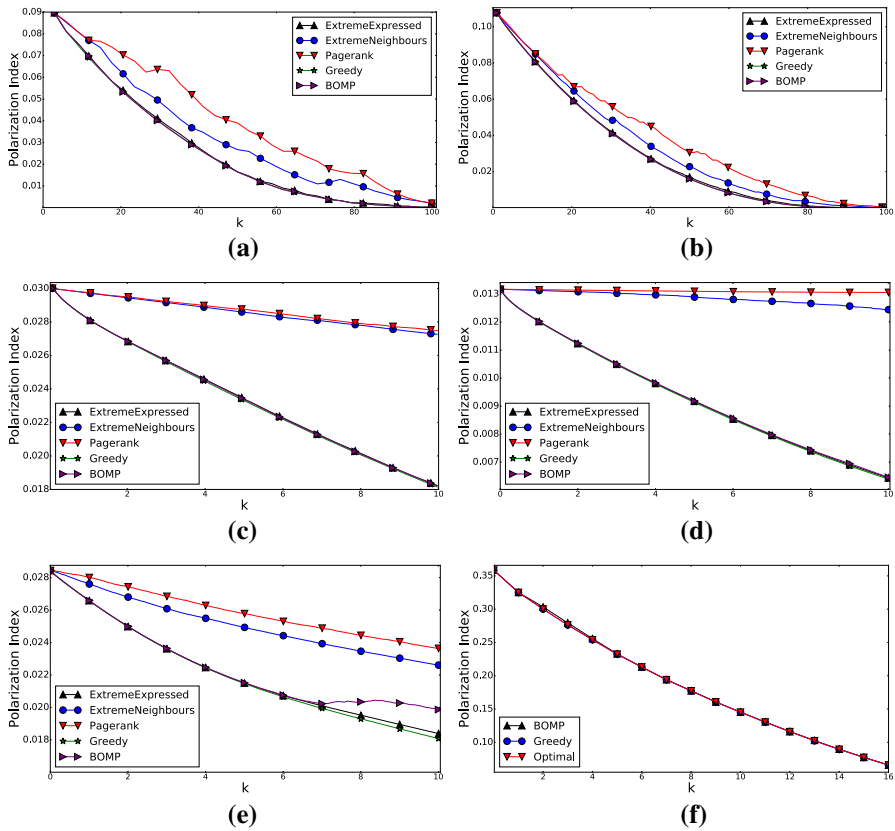 0.09
0.08
0.07
0.06
0.05
0.04
0.03
0.02
0.01
Polarization Index
0 20 40 60 80 100
k
ExtremeExpressed
ExtremeNeighbours
Pagerank
Greedy
BOMP
(a)
0.10
0.08
0.06
0.04
0.02
Polarization Index
0 20 40 60 80 100
k
ExtremeExpressed
ExtremeNeighbours
Pagerank
Greedy
BOMP
(b)
0.030
0.028
0.026
0.024
0.022
0.020
0.018
Polarization Index
2 4 6 8 10
k
ExtremeExpressed
ExtremeNeighbours
Pagerank
Greedy
BOMP
(c)
0.013
0.012
0.011
0.010
0.009
0.008
0.007
Polarization Index
0 2 4 6 8 10
k
ExtremeExpressed
ExtremeNeighbours
Pagerank
Greedy
BOMP
(d)
0.028
0.026
0.024
0.022
0.020
0.018
Polarization Index
0 2 4 6 8 10
k
ExtremeExpressed
ExtremeNeighbours
Pagerank
Greedy
BOMP
(e)
0.35
0.30
0.25
0.20
0.15
0.10
Polarization Index
2 4 6 8 10 12 14 16
k
BOMP
Greedy
Optimal
(f)